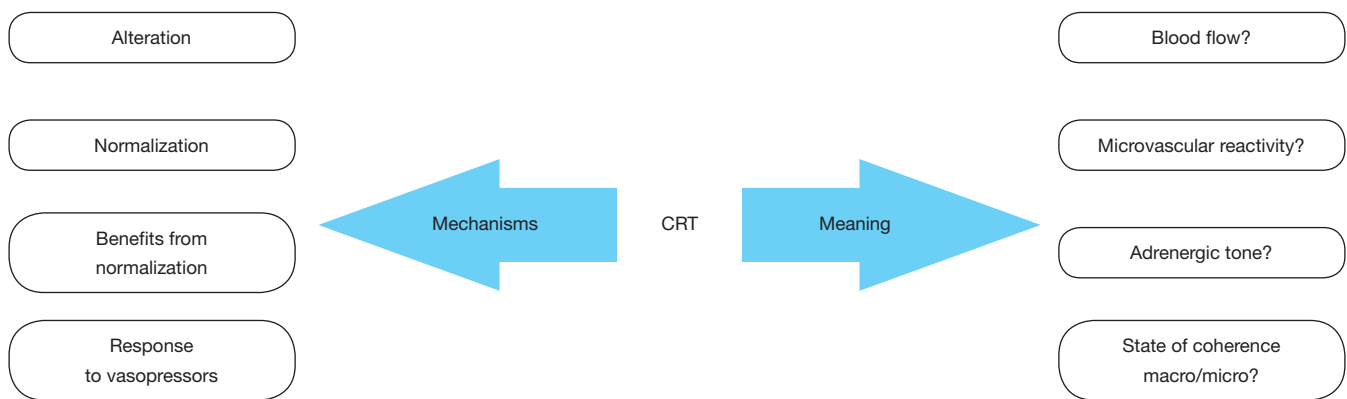 Alteration
Normalization
Benefits from
normalization
Response
to vasopressors
Mechanisms
CRT
Meaning
Blood flow?
Microvascular reactivity?
Adrenergic tone?
State of coherence
macro/micro?